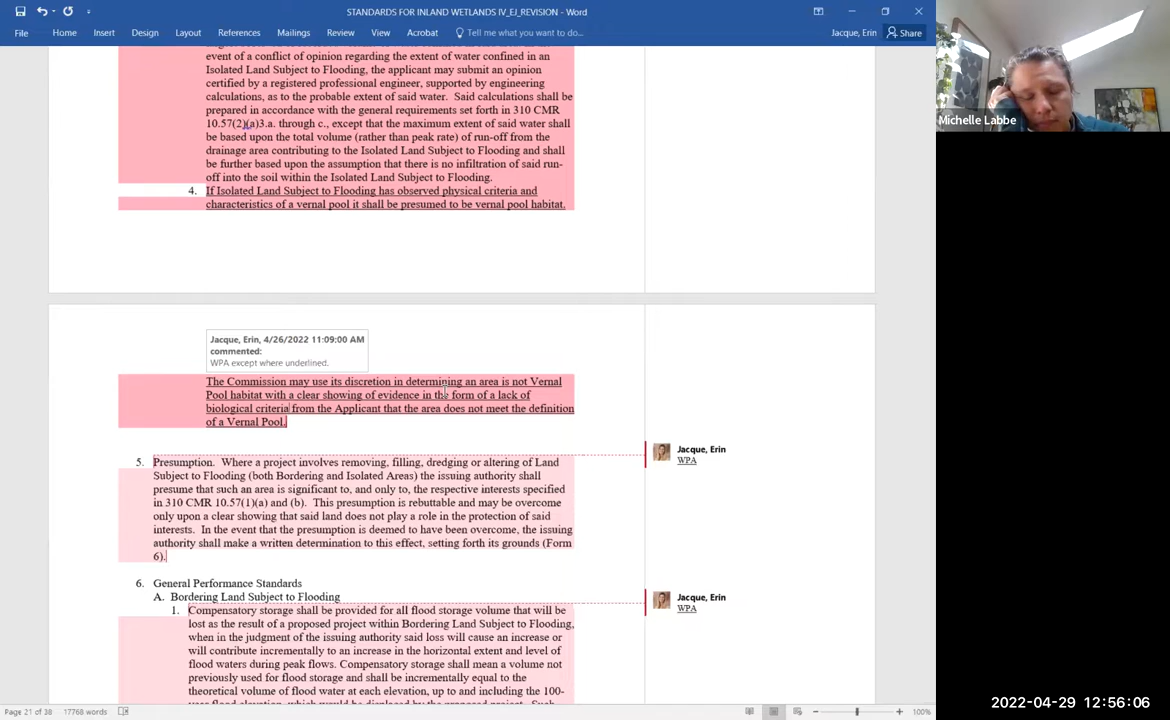 STANDARDS FOR INLAND WETLANDS IV_EJ_REVISION - Word
File Home Insert Design Layout References Mailings Review View Acrobat Tell me what you want to do... Jacque, Erin Share
event of a conflict of opinion regarding the extent of water confined in an
Isolated Land Subject to Flooding, the applicant may submit an opinion
certified by a registered professional engineer, supported by engineering
calculations, as to the probable extent of said water. Said calculations shall be
prepared in accordance with the general requirements set forth in 310 CMR
10.57(2)(a)3.a. through c., except that the maximum extent of said water shall
be based upon the total volume (rather than peak rate) of run-off from the
drainage area contributing to the Isolated Land Subject to Flooding and shall
be further based upon the assumption that there is no infiltration of said run-
off into the soil within the Isolated Land Subject to Flooding.
4. If Isolated Land Subject to Flooding has observed physical criteria and
characteristics of a vernal pool it shall be presumed to be vernal pool habitat.
Jacque, Erin, 4/26/2022 11:09:00 AM
commented:
WPA except where underlined.
The Commission may use its discretion in determining an area is not Vernal
Pool habitat with a clear showing of evidence in the form of a lack of
biological criteria from the Applicant that the area does not meet the definition
of a Vernal Pool.
5. Presumption. Where a project involves removing, filling, dredging or altering of Land
Subject to Flooding (both Bordering and Isolated Areas) the issuing authority shall
presume that such an area is significant to, and only to, the respective interests specified
in 310 CMR 10.57(1)(a) and (b). This presumption is rebuttable and may be overcome
only upon a clear showing that said land does not play a role in the protection of said
interests. In the event that the presumption is deemed to have been overcome, the issuing
authority shall make a written determination to this effect, setting forth its grounds (Form
6).
Jacque, Erin
WPA
6. General Performance Standards
A. Bordering Land Subject to Flooding
1. Compensatory storage shall be provided for all flood storage volume that will be
lost as the result of a proposed project within Bordering Land Subject to Flooding,
when in the judgment of the issuing authority said loss will cause an increase or
will contribute incrementally to an increase in the horizontal extent and level of
flood waters during peak flows. Compensatory storage shall mean a volume not
previously used for flood storage and shall be incrementally equal to the
theoretical volume of flood water at each elevation, up to and including the 100-
Jacque, Erin
WPA
Page 21 of 38 17768 words 100%
Michelle Labbe
2022-04-29 12:56:06